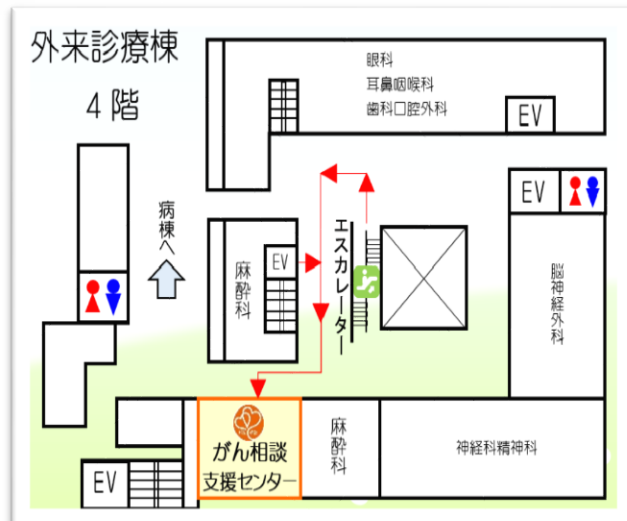 外来診療棟
4階
眼科
耳鼻咽喉科
歯科口腔外科
EV
EV
病棟へ
麻酔科
EV
エスカレーター
脳神経外科
がん相談
支援センター
麻酔科
神経科精神科
EV